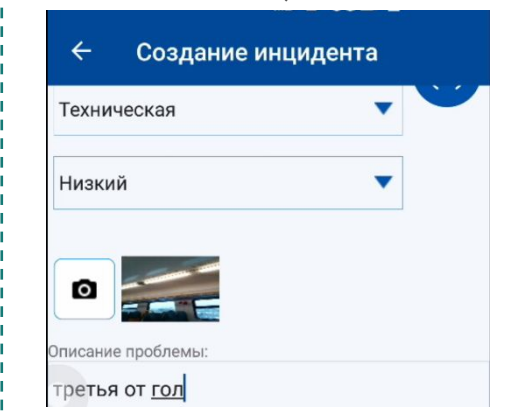 Создание инцидента
Техническая
Низкий
Описание проблемы:
третья от гол